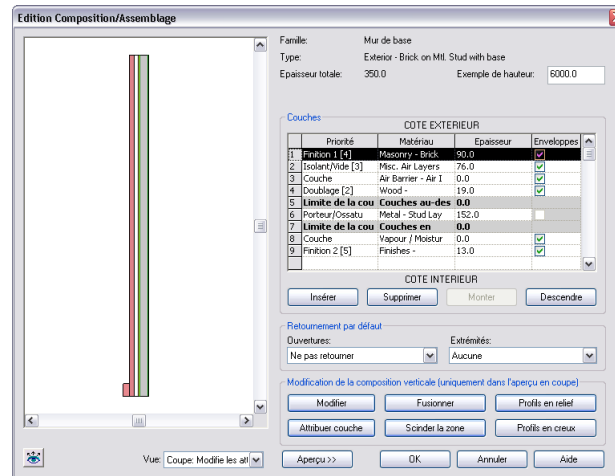 Edition Composition/Assemblage
Famille: Mur de base
Type: Exterior - Brick on Mtl. Stud with base
Epaisseur totale: 350.0 Exemple de hauteur: 6000.0
Couches
COTE EXTERIEUR
Priorité Matériau Epaisseur Enveloppes
1 Finition 1 [4] Masonry - Brick 90.0
2 Isolant/Vide [3] Misc. Air Layers 76.0
3 Couche Air Barrier - Air I 0.0
4 Doublage [2] Wood - 19.0
5 Limite de la cou Couches au-des 0.0
6 Porteur/Ossatu Metal - Stud Lay 152.0
7 Limite de la cou Couches en 0.0
8 Couche Vapour / Moistur 0.0
9 Finition 2 [5] Finishes - 13.0
COTE INTERIEUR
Insérer Supprimer Monter Descendre
Retournement par défaut
Ouvertures: Extrémités:
Ne pas retourner Aucune
Modification de la composition verticale (uniquement dans l'aperçu en coupe)
Modifier Fusionner Profils en relief
Attribuer couche Scinder la zone Profils en creux
Vue: Coupe: Modifie les att Aperçu >> OK Annuler Aide